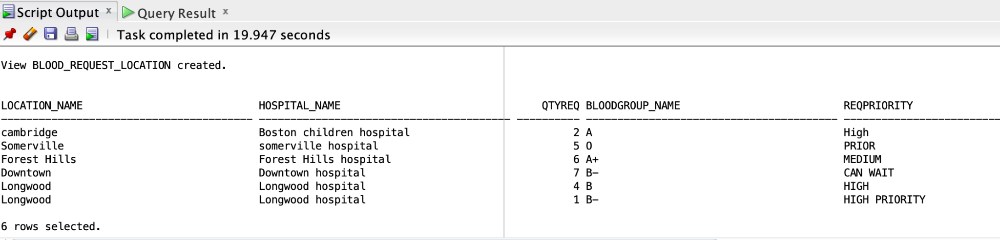 Script Output x Query Result x
Task completed in 19.947 seconds
View BLOOD_REQUEST_LOCATION created.
LOCATION_NAME HOSPITAL_NAME QTYREQ BLOODGROUP_NAME REQPRIORITY
cambridge Boston children hospital 2 A High
Somerville somerville hospital 5 O PRIOR
Forest Hills Forest Hills hospital 6 A+ MEDIUM
Downtown Downtown hospital 7 B- CAN WAIT
Longwood Longwood hospital 4 B HIGH
Longwood Longwood hospital 1 B- HIGH PRIORITY
6 rows selected.